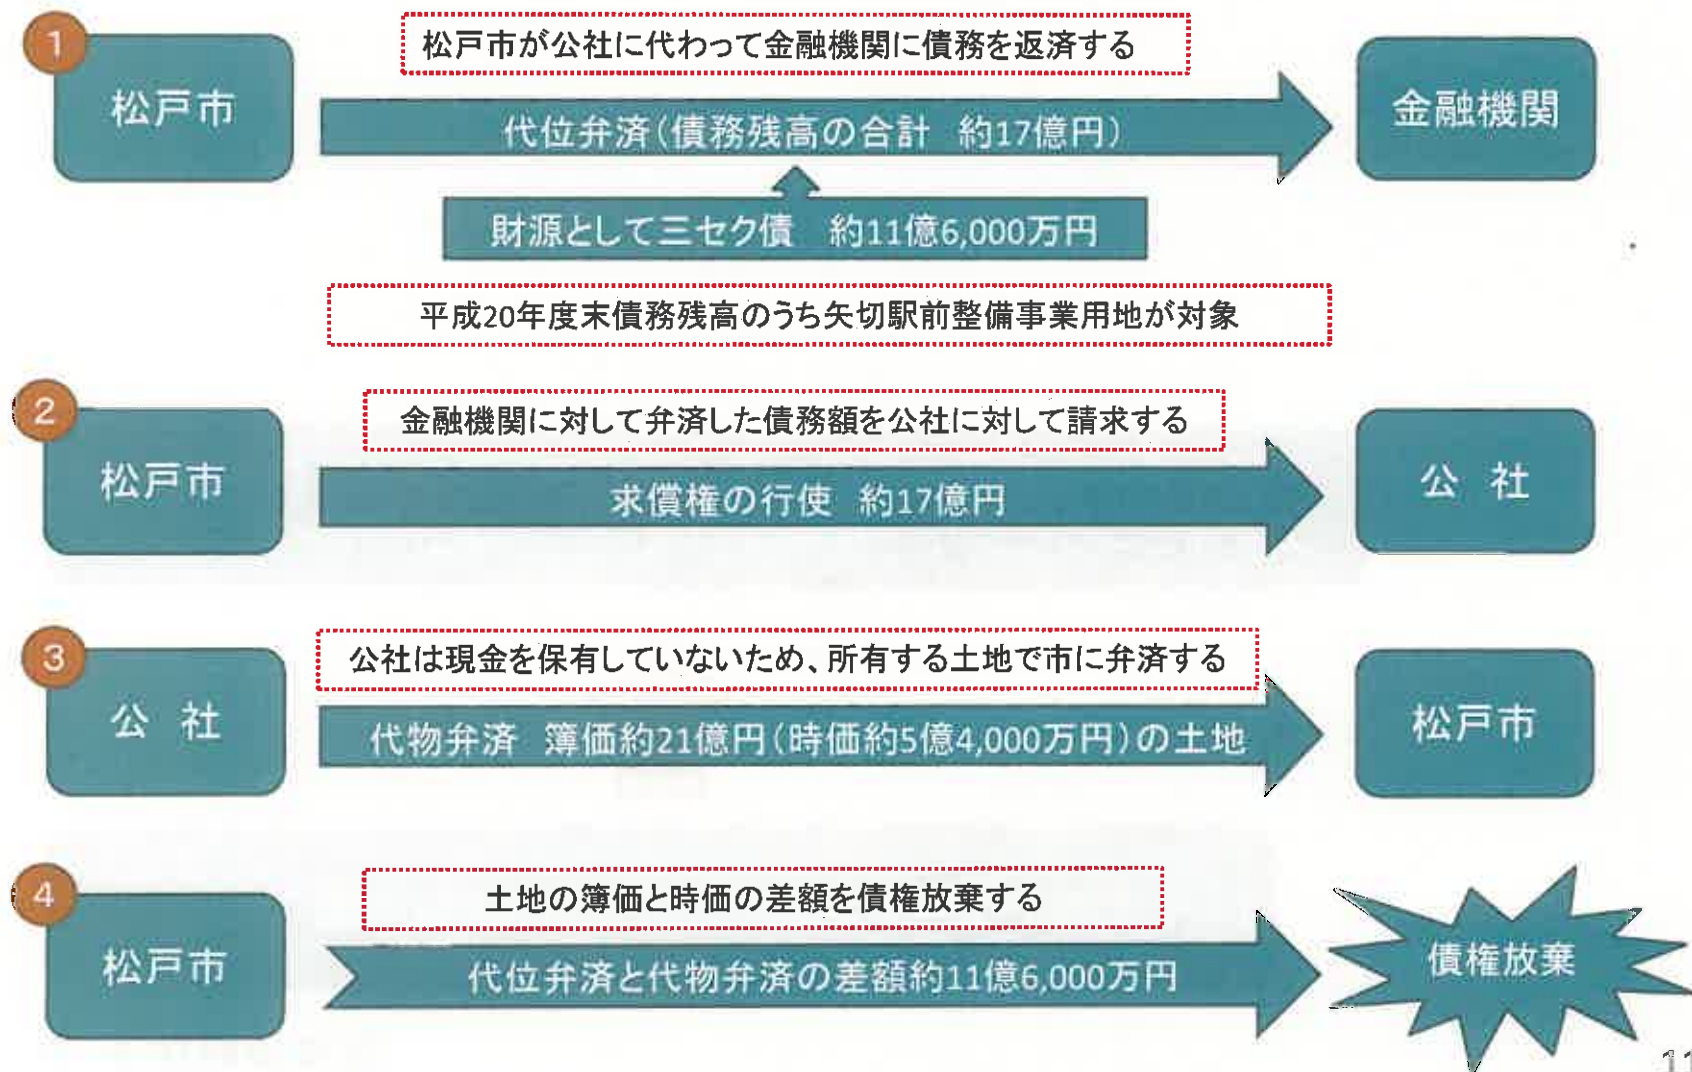 1
松戸市が公社に代わって金融機関に債務を返済する
松戸市
代位弁済(債務残高の合計 約17億円)
金融機関
財源として三セク債 約11億6,000万円
平成20年度末債務残高のうち矢切駅前整備事業用地が対象
2
金融機関に対して弁済した債務額を公社に対して請求する
松戸市
求償権の行使 約17億円
公 社
3
公社は現金を保有していないため、所有する土地で市に弁済する
公 社
代物弁済 簿価約21億円(時価約5億4,000万円)の土地
松戸市
4
土地の簿価と時価の差額を債権放棄する
松戸市
代位弁済と代物弁済の差額約11億6,000万円
債権放棄
11